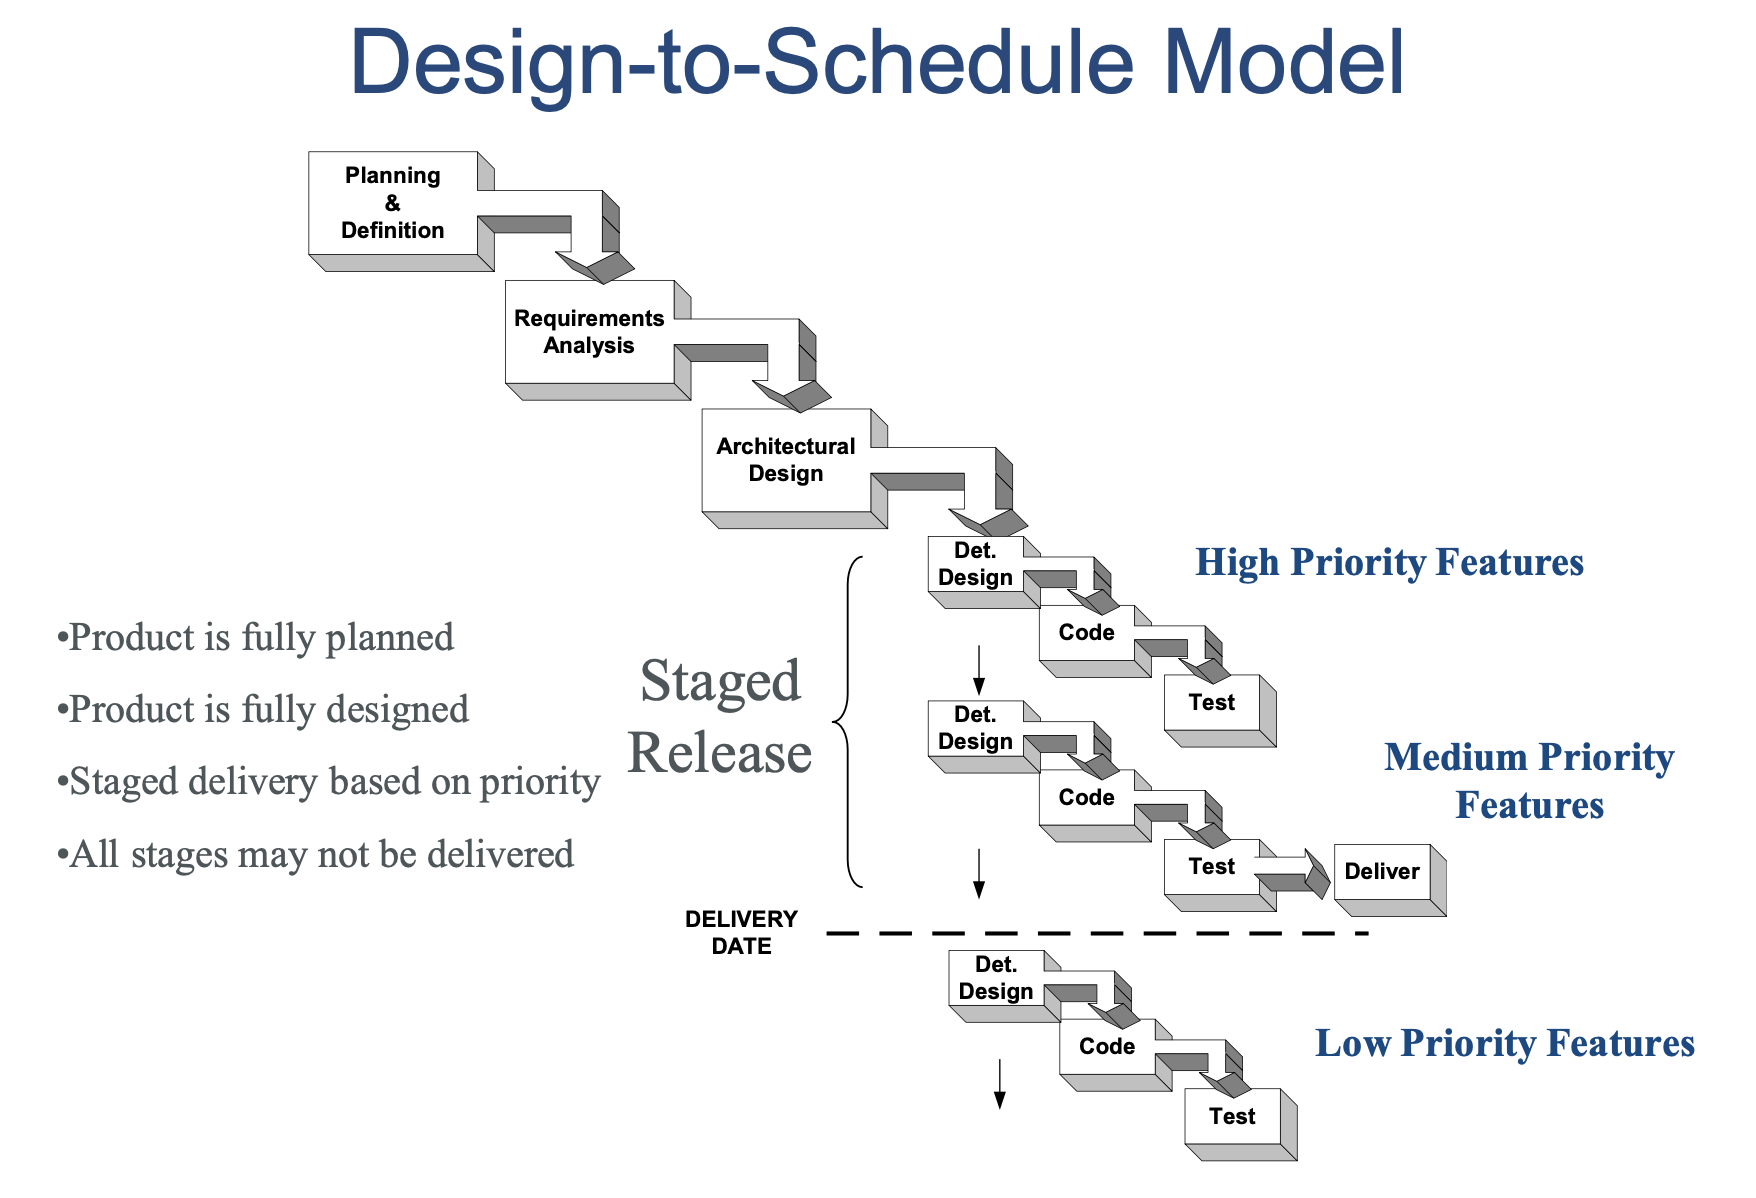 Design-to-Schedule Model
Planning
&
Definition
Requirements
Analysis
Architectural
Design
Det.
Design
High Priority Features
Code
Test
•Product is fully planned
•Product is fully designed
•Staged delivery based on priority
•All stages may not be delivered
Staged
Release
Det.
Design
Code
Test
Medium Priority
Features
Deliver
DELIVERY
DATE
Det.
Design
Code
Test
Low Priority Features